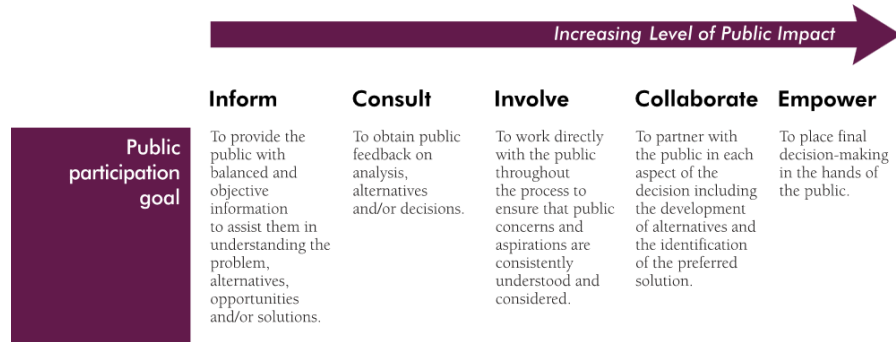 Increasing Level of Public Impact
Inform
Consult
Involve
Collaborate
Empower
Public
participation
goal
To provide the
public with
balanced and
objective
information
to assist them in
understanding the
problem,
alternatives,
opportunities
and/or solutions.
To obtain public
feedback on
analysis,
alternatives
and/or decisions.
To work directly
with the public
throughout
the process to
ensure that public
concerns and
aspirations are
consistently
understood and
considered.
To partner with
the public in each
aspect of the
decision including
the development
of alternatives and
the identification
of the preferred
solution.
To place final
decision-making
in the hands of
the public.